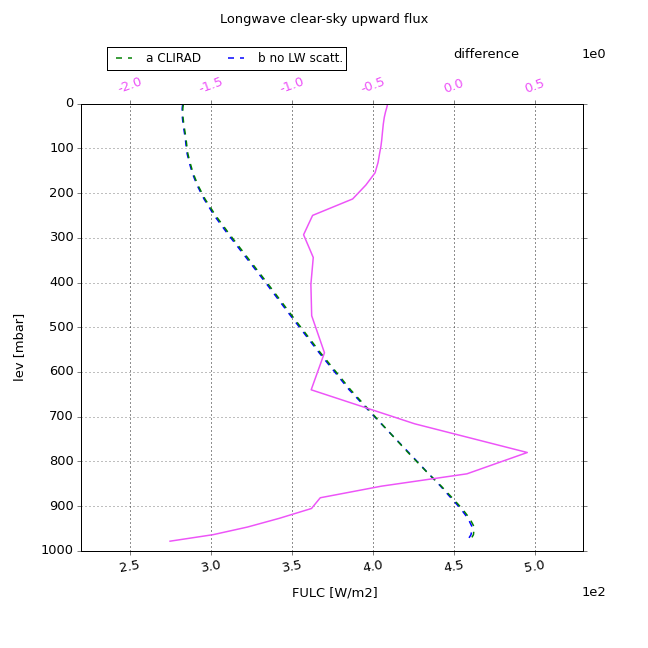 Longwave clear-sky upward flux
a CLIRAD
b no LW scatt.
difference
1e0
-2.0 -1.5 -1.0 -0.5 0.0 0.5
0
100
200
300
400
500
600
700
800
900
1000
lev [mbar]
2.5 3.0 3.5 4.0 4.5 5.0
FULC [W/m2]
1e2